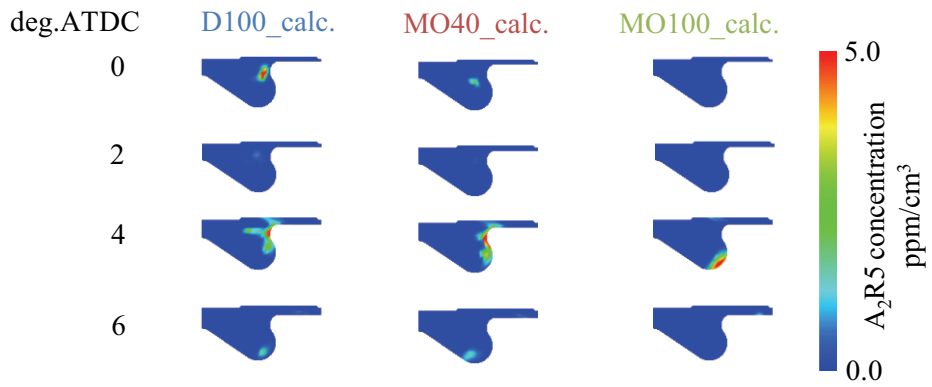 deg.ATDC D100_calc. MO40_calc. MO100_calc.
0
2
4
6
5.0
0.0
A₂R5 concentration
ppm/cm³